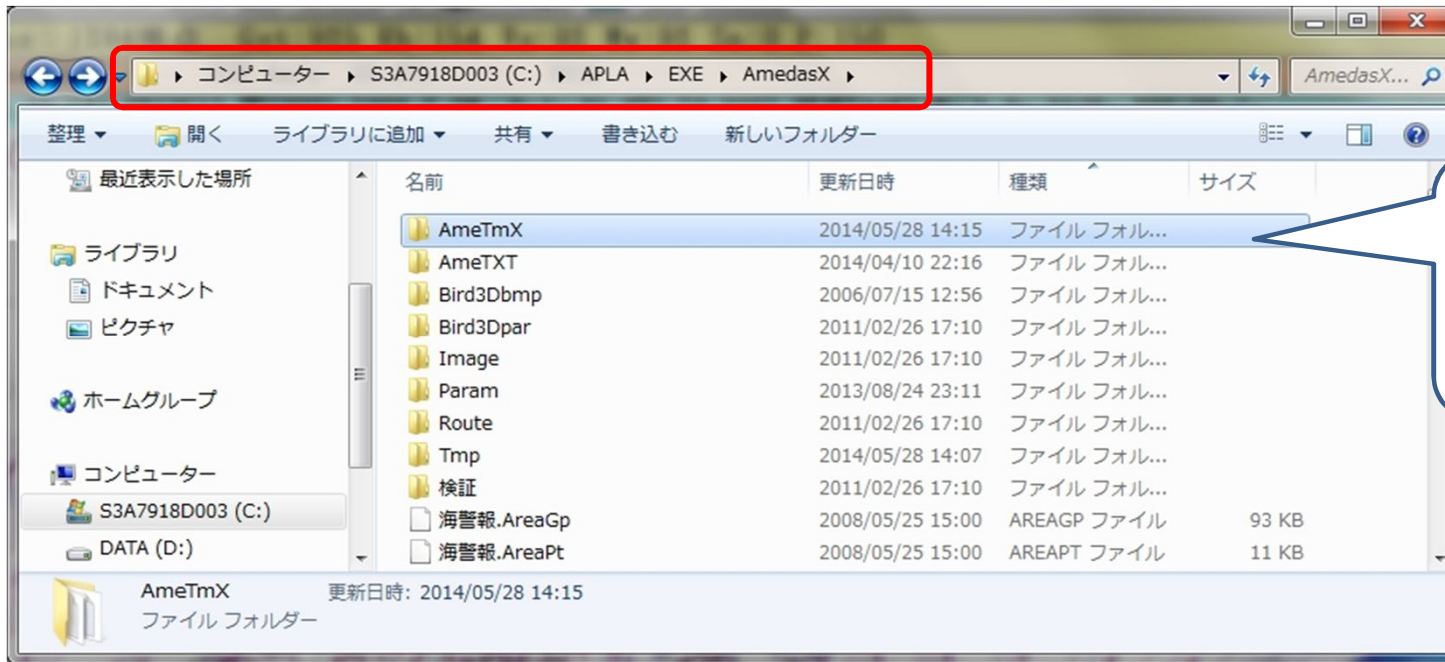 コンピューター ▸ S3A7918D003 (C:) ▸ APLA ▸ EXE ▸ AmedasX ▸
AmedasX...
整理 開く ライブラリに追加 共有 書き込む 新しいフォルダー
最近表示した場所
ライブラリ
ドキュメント
ピクチャ
ホームグループ
コンピューター
S3A7918D003 (C:)
DATA (D:)
名前 更新日時 種類 サイズ
AmeTmX 2014/05/28 14:15 ファイル フォル...
AmeTXT 2014/04/10 22:16 ファイル フォル...
Bird3Dbmp 2006/07/15 12:56 ファイル フォル...
Bird3Dpar 2011/02/26 17:10 ファイル フォル...
Image 2011/02/26 17:10 ファイル フォル...
Param 2013/08/24 23:11 ファイル フォル...
Route 2011/02/26 17:10 ファイル フォル...
Tmp 2014/05/28 14:07 ファイル フォル...
検証 2011/02/26 17:10 ファイル フォル...
海警報.AreaGp 2008/05/25 15:00 AREAGP ファイル 93 KB
海警報.AreaPt 2008/05/25 15:00 AREAPT ファイル 11 KB
AmeTmX 更新日時: 2014/05/28 14:15
ファイル フォルダー